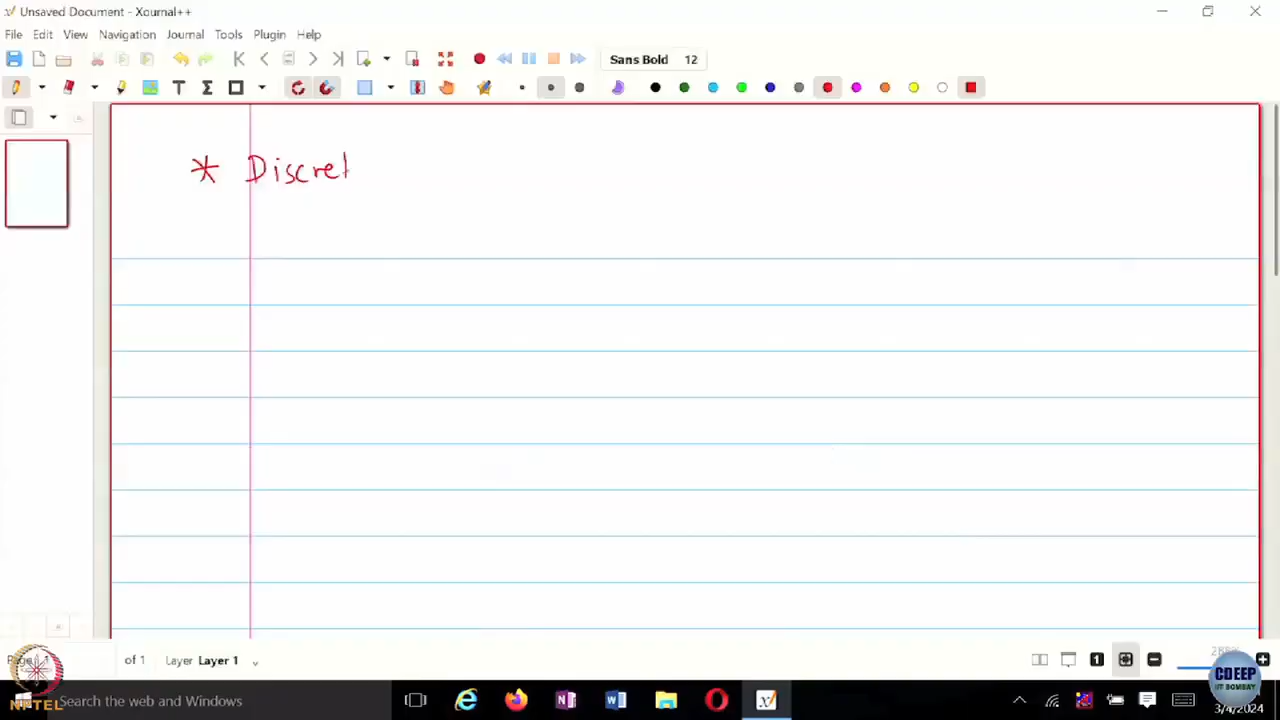 Unsaved Document - Xournal++
File Edit View Navigation Journal Tools Plugin Help
Sans Bold 12
* Discret
of 1 Layer Layer 1
NPTEL
CDEEP
IIT BOMBAY
Search the web and Windows
3/4/2024